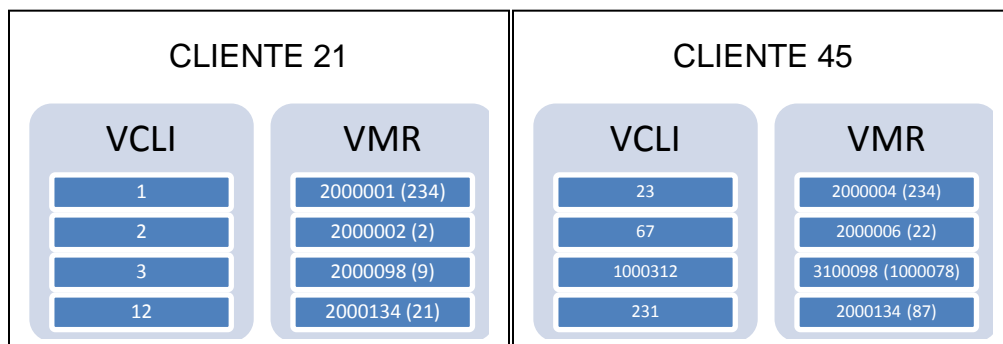 CLIENTE 21
VCLI
1
2
3
12
VMR
2000001 (234)
2000002 (2)
2000098 (9)
2000134 (21)
CLIENTE 45
VCLI
23
67
1000312
231
VMR
2000004 (234)
2000006 (22)
3100098 (1000078)
2000134 (87)